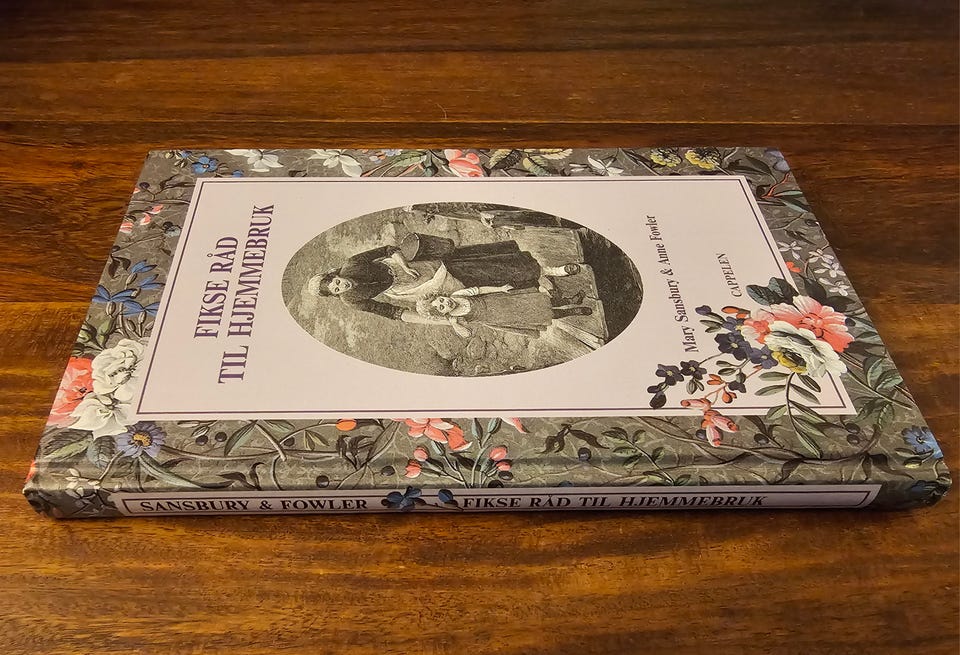 FIKSE RÅD
TIL HJEMMEBRUK
Mary Sansbury & Anne Fowler
CAPPELEN
SANSBURY & FOWLER FIKSE RÅD TIL HJEMMEBRUK